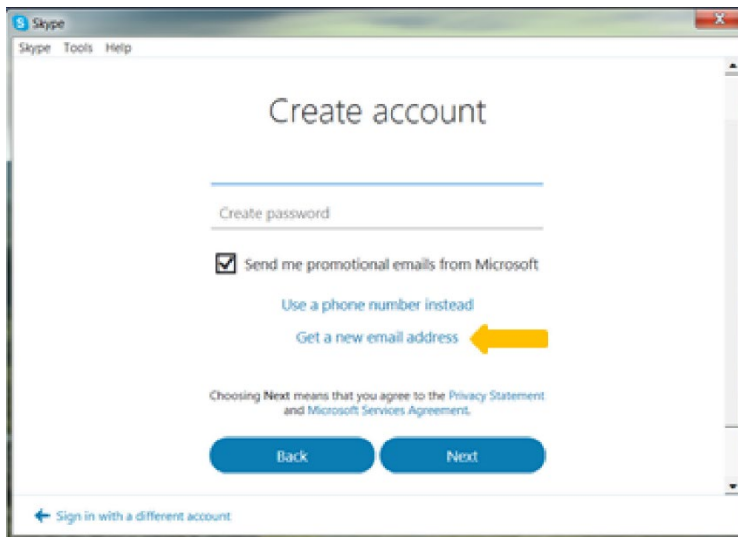 Skype
Skype Tools Help
Create account
Create password
Send me promotional emails from Microsoft
Use a phone number instead
Get a new email address
Choosing Next means that you agree to the Privacy Statement
and Microsoft Services Agreement.
Back Next
Sign in with a different account